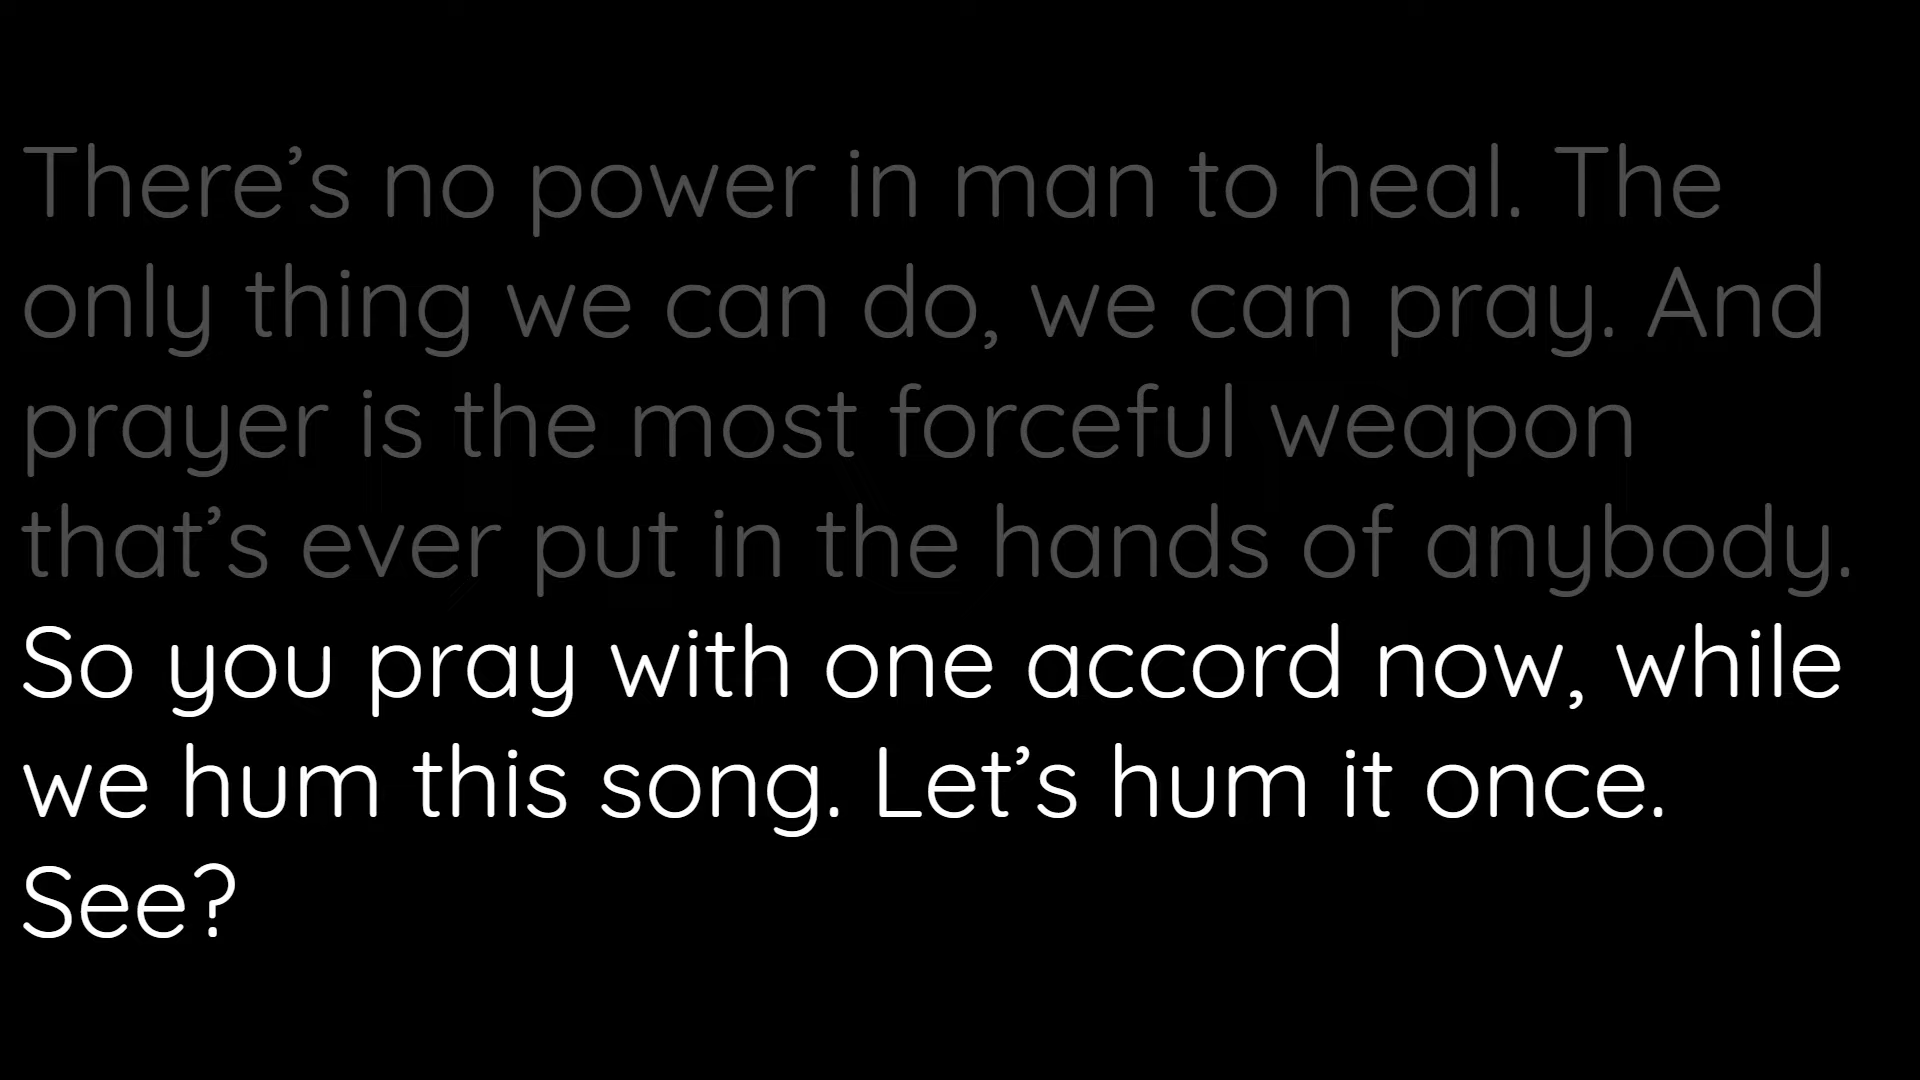 There’s no power in man to heal. The
only thing we can do, we can pray. And
prayer is the most forceful weapon
that’s ever put in the hands of anybody.
So you pray with one accord now, while
we hum this song. Let’s hum it once.
See?